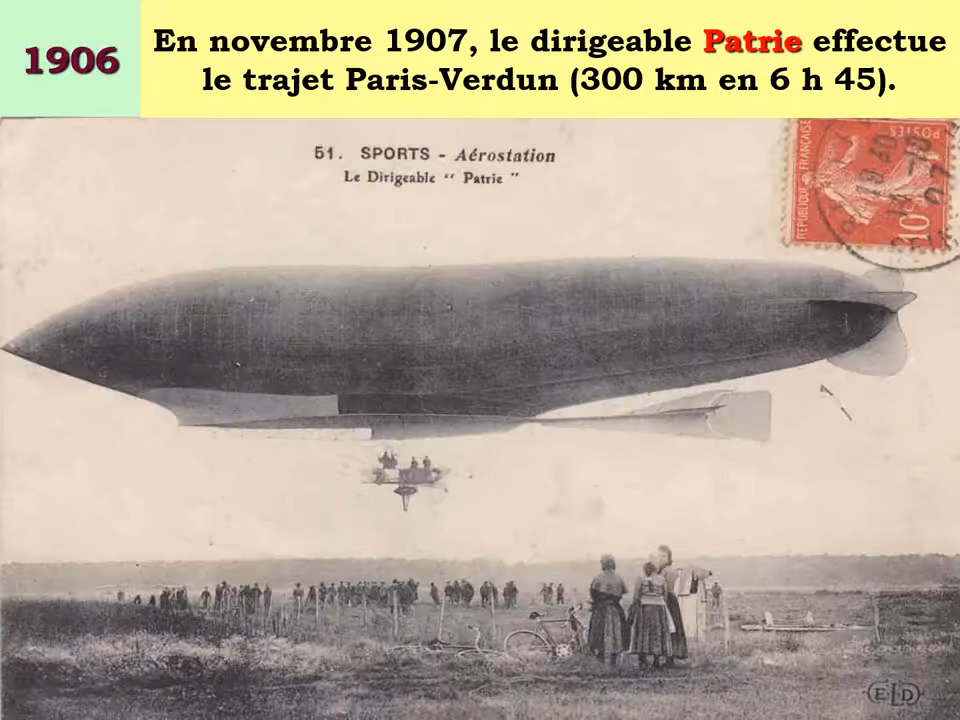 1906
En novembre 1907, le dirigeable Patrie effectue
le trajet Paris-Verdun (300 km en 6 h 45).
51. SPORTS - Aérostation
Le Dirigeable “ Patrie ”
REPUBLIQUE FRANÇAISE
POSTES
10
ELD